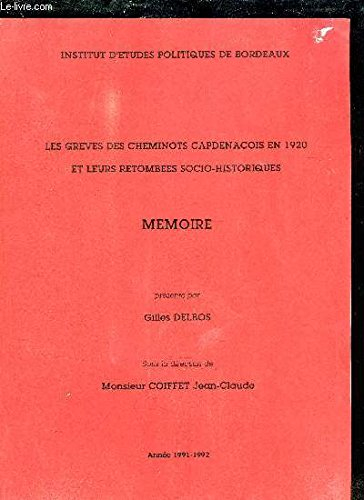 Le-livre.com
INSTITUT D'ETUDES POLITIQUES DE BORDEAUX
LES GREVES DES CHEMINOTS CAPDENACOIS EN 1920
ET LEURS RETOMBEES SOCIO-HISTORIQUES
MEMOIRE
présenté par
Gilles DELBOS
Sous la direction de
Monsieur COIFFET Jean-Claude
Année 1991-1992